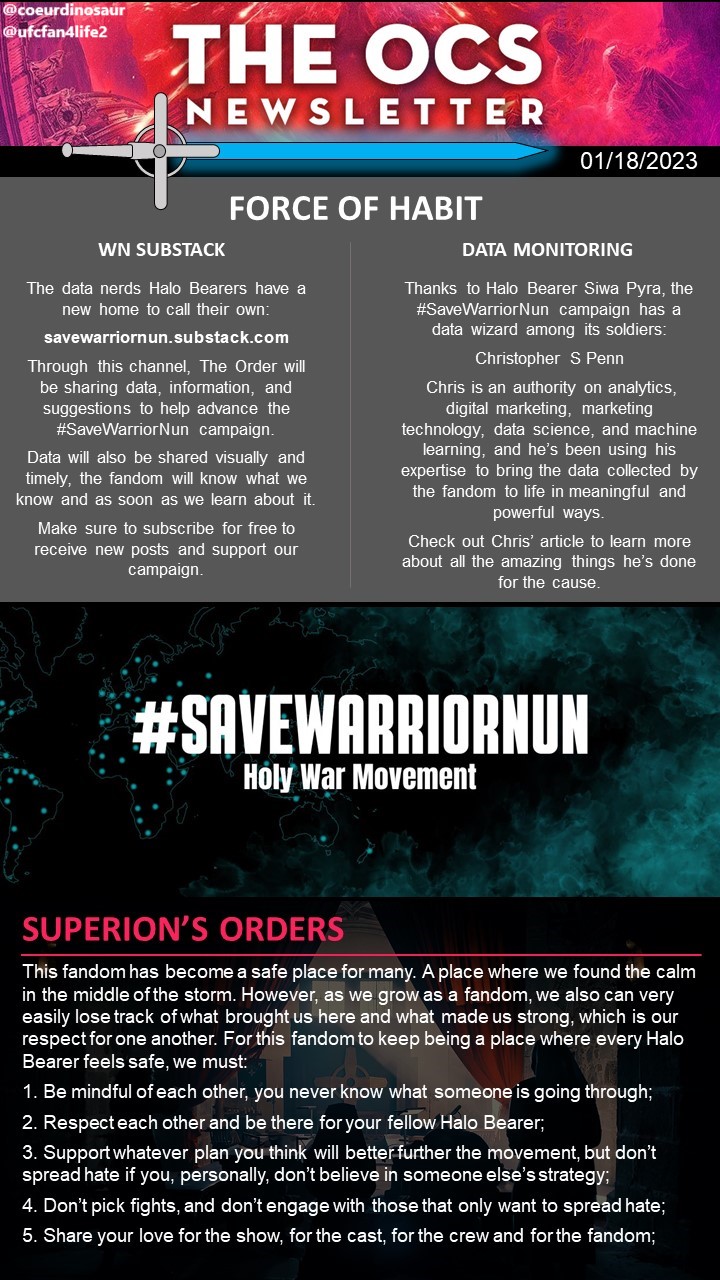 @coeurdinosaur
@ufcfan4life2
THE OCS
NEWSLETTER
01/18/2023
FORCE OF HABIT
WN SUBSTACK
The data nerds Halo Bearers have a
new home to call their own:
savewarriornun.substack.com
Through this channel, The Order will
be sharing data, information, and
suggestions to help advance the
#SaveWarriorNun campaign.
Data will also be shared visually and
timely, the fandom will know what we
know and as soon as we learn about it.
Make sure to subscribe for free to
receive new posts and support our
campaign.
DATA MONITORING
Thanks to Halo Bearer Siwa Pyra, the
#SaveWarriorNun campaign has a
data wizard among its soldiers:
Christopher S Penn
Chris is an authority on analytics,
digital marketing, marketing
technology, data science, and machine
learning, and he's been using his
expertise to bring the data collected by
the fandom to life in meaningful and
powerful ways.
Check out Chris' article to learn more
about all the amazing things he's done
for the cause.
#SAVEWARRIORNUN
Holy War Movement
SUPERION'S ORDERS
This fandom has become a safe place for many. A place where we found the calm
in the middle of the storm. However, as we grow as a fandom, we also can very
easily lose track of what brought us here and what made us strong, which is our
respect for one another. For this fandom to keep being a place where every Halo
Bearer feels safe, we must:
1. Be mindful of each other, you never know what someone is going through;
2. Respect each other and be there for your fellow Halo Bearer;
3. Support whatever plan you think will better further the movement, but don't
spread hate if you, personally, don't believe in someone else's strategy;
4. Don't pick fights, and don't engage with those that only want to spread hate;
5. Share your love for the show, for the cast, for the crew and for the fandom;